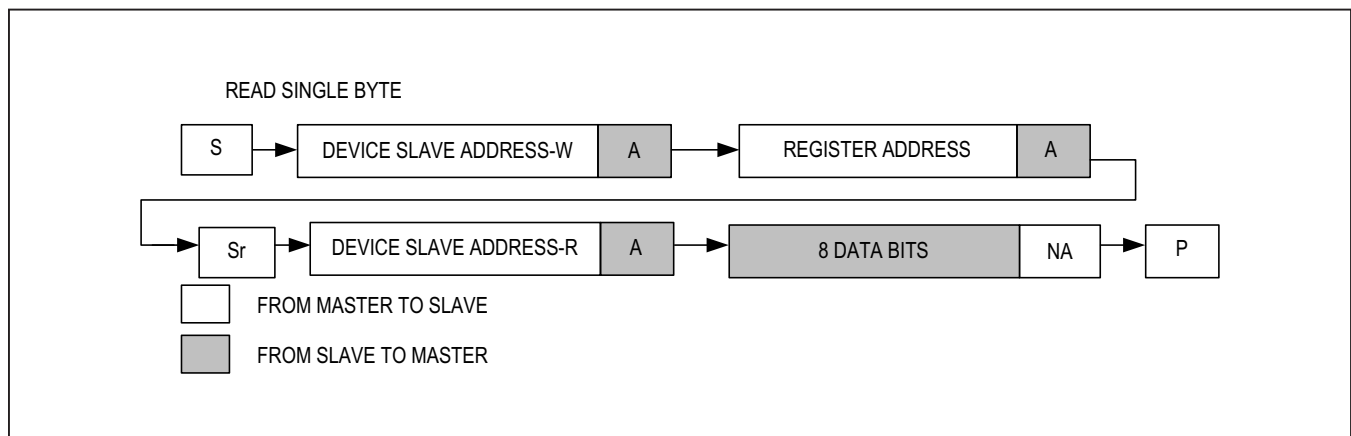 READ SINGLE BYTE
S DEVICE SLAVE ADDRESS-W A REGISTER ADDRESS A
Sr DEVICE SLAVE ADDRESS-R A 8 DATA BITS NA P
FROM MASTER TO SLAVE
FROM SLAVE TO MASTER